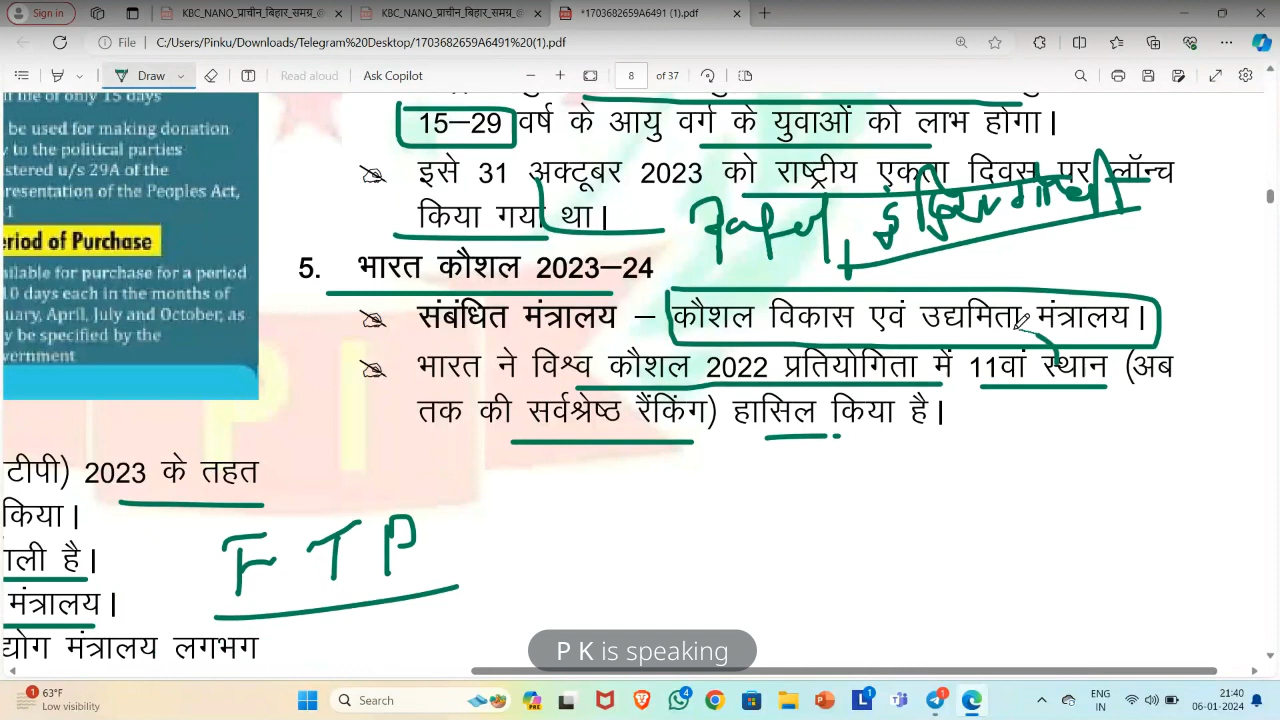 Sign in
KBC_NANO_प्राचीन_बिहार_समग्र_@
KBC_NANO_प्राचीन_बिहार_समग्र_@
*1703682659A6491 (1).pdf
File C:/Users/Pinku/Downloads/Telegram%20Desktop/1703682659A6491%20(1).pdf
Draw Read aloud Ask Copilot 8 of 37
life of only 15 days
be used for making donation
to the political parties
stered u/s 29A of the
resentation of the Peoples Act,
eriod of Purchase
ailable for purchase for a period
10 days each in the months of
uary, April, July and October, as
y be specified by the
vernment
टीपी) 2023 के तहत
किया।
ाली है।
मंत्रालय।
द्योग मंत्रालय लगभग
15–29 वर्ष के आयु वर्ग के युवाओं को लाभ होगा।
इसे 31 अक्टूबर 2023 को राष्ट्रीय एकता दिवस पर लॉन्च
किया गया था।
5. भारत कौशल 2023–24
संबंधित मंत्रालय – कौशल विकास एवं उद्यमिता मंत्रालय।
भारत ने विश्व कौशल 2022 प्रतियोगिता में 11वां स्थान (अब
तक की सर्वश्रेष्ठ रैंकिंग) हासिल किया है।
FTP
P K is speaking
63°F
Low visibility
Search
ENG
IN
21:40
06-01-2024